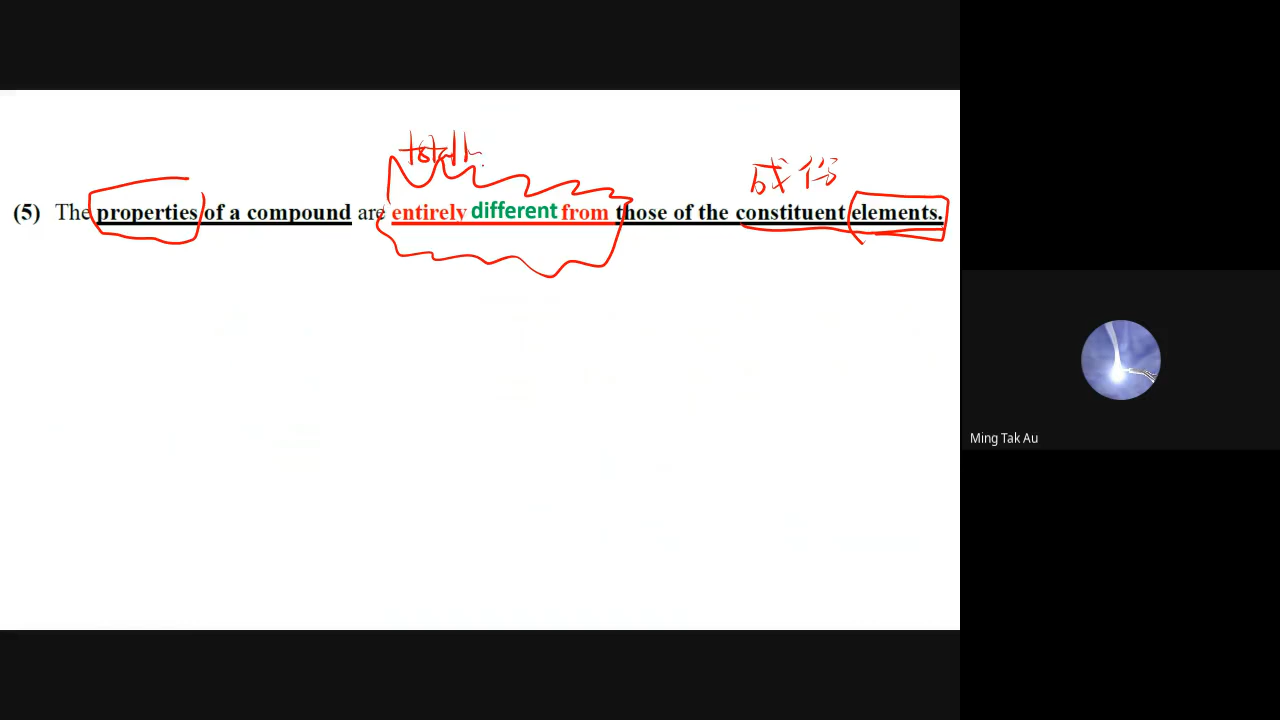 成份
(5) The properties of a compound are entirely different from those of the constituent elements.
Ming Tak Au